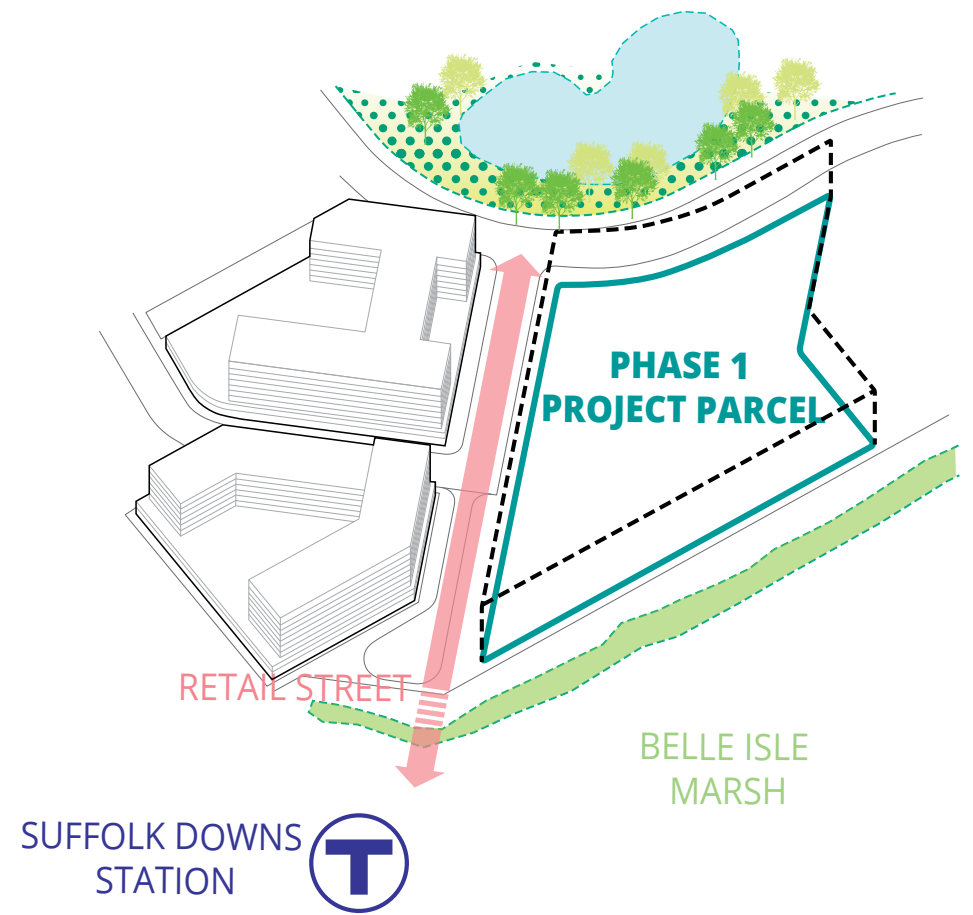 PHASE 1
PROJECT PARCEL
RETAIL STREET
BELLE ISLE
MARSH
SUFFOLK DOWNS
STATION
T